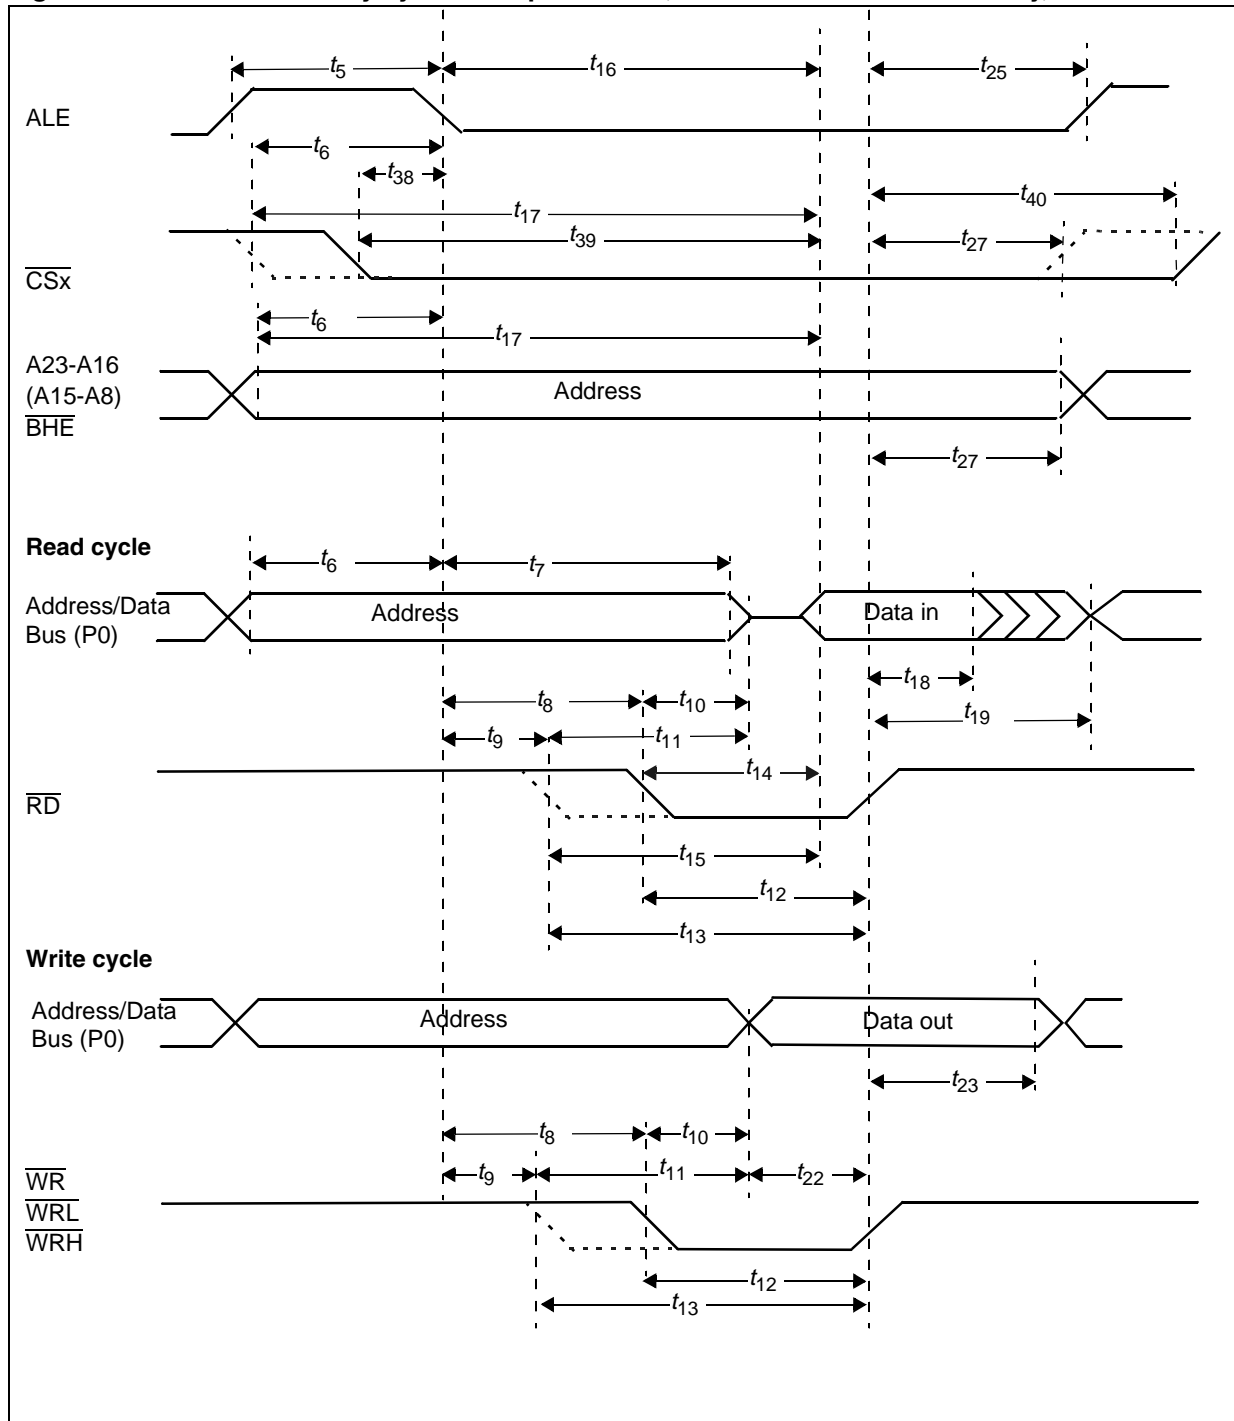 t5
t16
t25
ALE
t6
t38
t40
t17
t39
t27
CSx
t6
t17
A23-A16
(A15-A8)
BHE
Address
t27
Read cycle
t6
t7
Address/Data
Bus (P0)
Address
Data in
t18
t8
t10
t19
t9
t11
t14
RD
t15
t12
t13
Write cycle
Address/Data
Bus (P0)
Address
Data out
t23
t8
t10
t9
t11
t22
WR
WRL
WRH
t12
t13